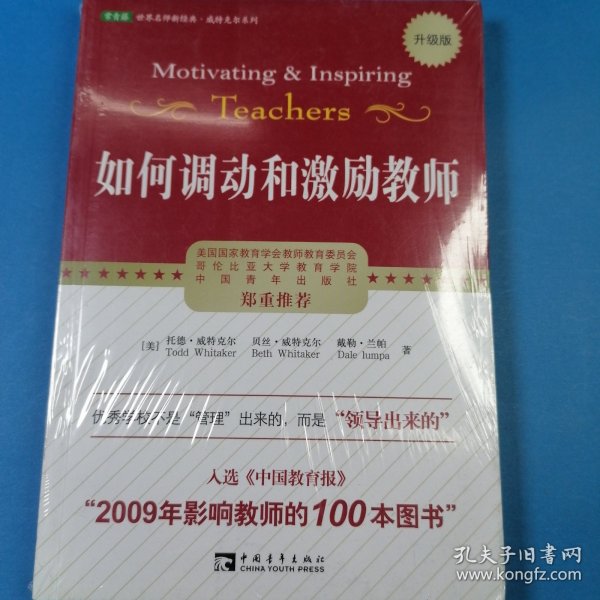 常青藤 世界名师新经典·威特克尔系列
升级版
Motivating & Inspiring
Teachers
如何调动和激励教师
美国国家教育学会教师教育委员会
哥伦比亚大学教育学院
中国青年出版社
郑重推荐
[美] 托德·威特克尔 贝丝·威特克尔 戴勒·兰帕 著
Todd Whitaker Beth Whitaker Dale lumpa
优秀学校不是“管理”出来的，而是“领导出来的”
入选《中国教育报》
“2009年影响教师的100本图书”
中国青年出版社
CHINA YOUTH PRESS
孔夫子旧书网
www.kongfz.com